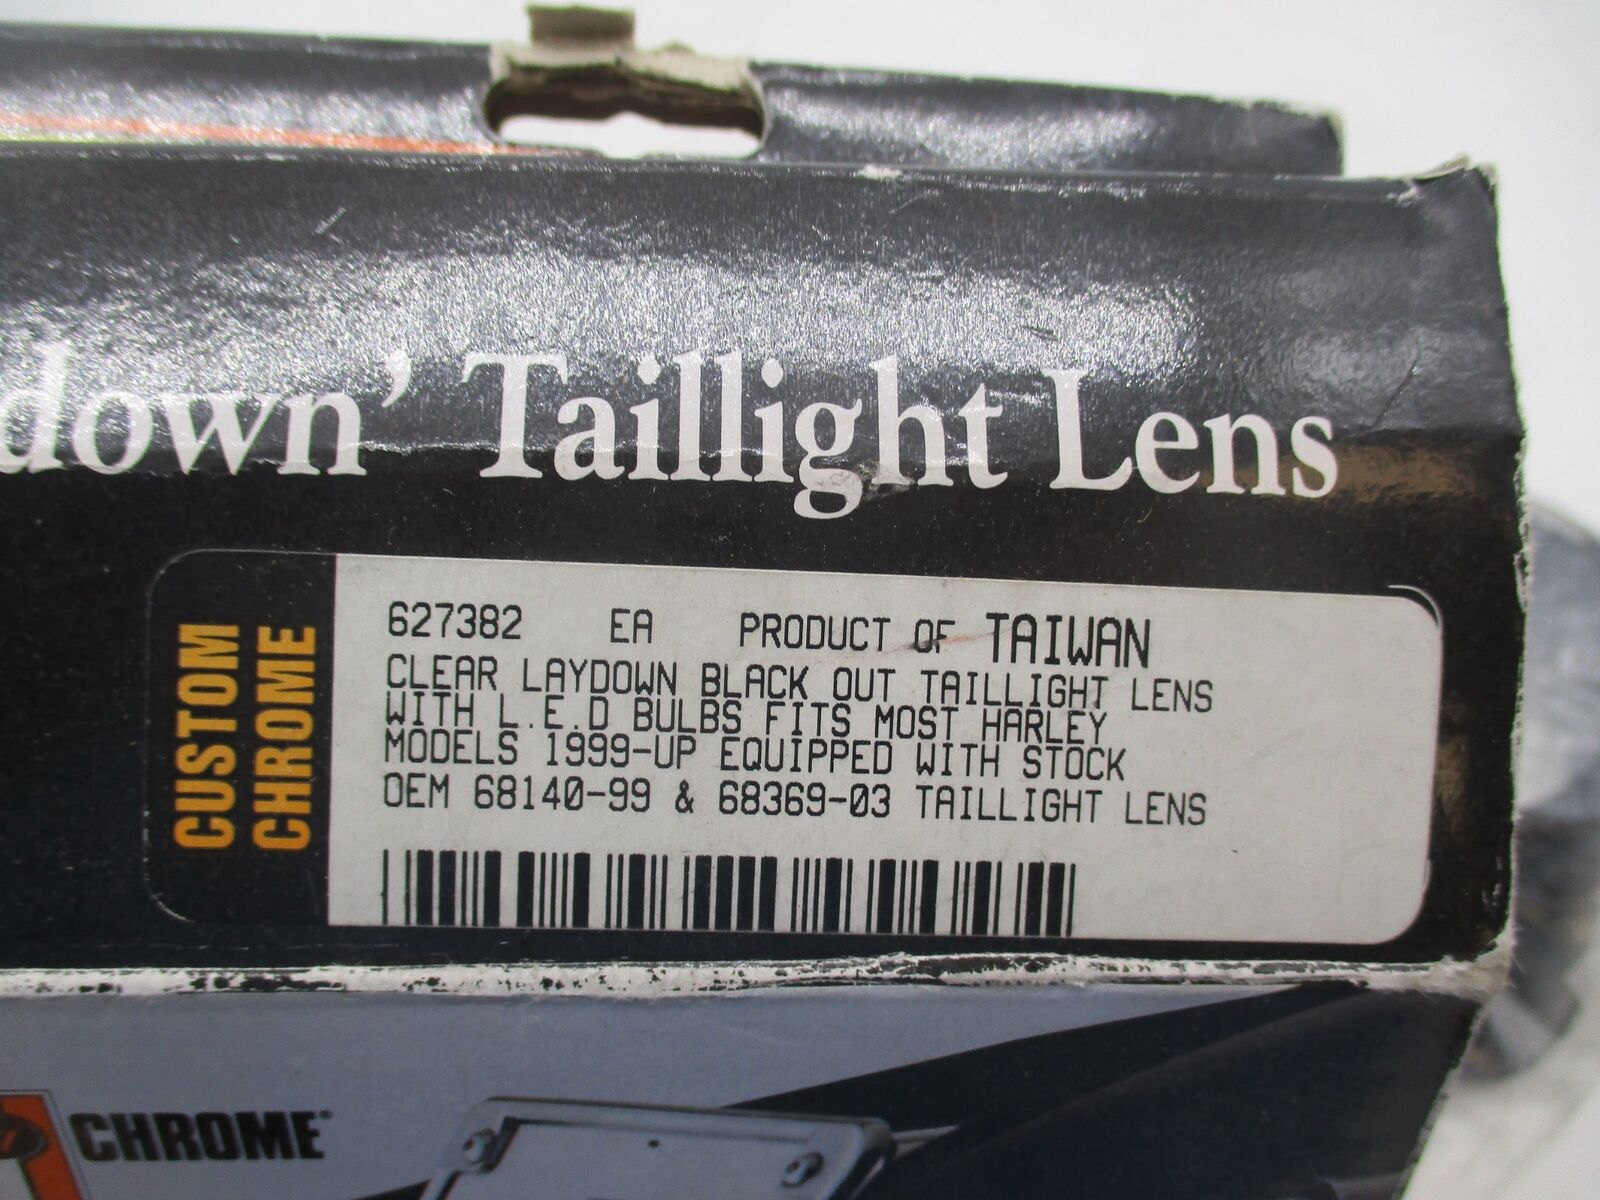 down' Taillight Lens
CUSTOM
CHROME
627382 EA PRODUCT OF TAIWAN
CLEAR LAYDOWN BLACK OUT TAILLIGHT LENS
WITH L.E.D BULBS FITS MOST HARLEY
MODELS 1999-UP EQUIPPED WITH STOCK
OEM 68140-99 & 68369-03 TAILLIGHT LENS
CHROME